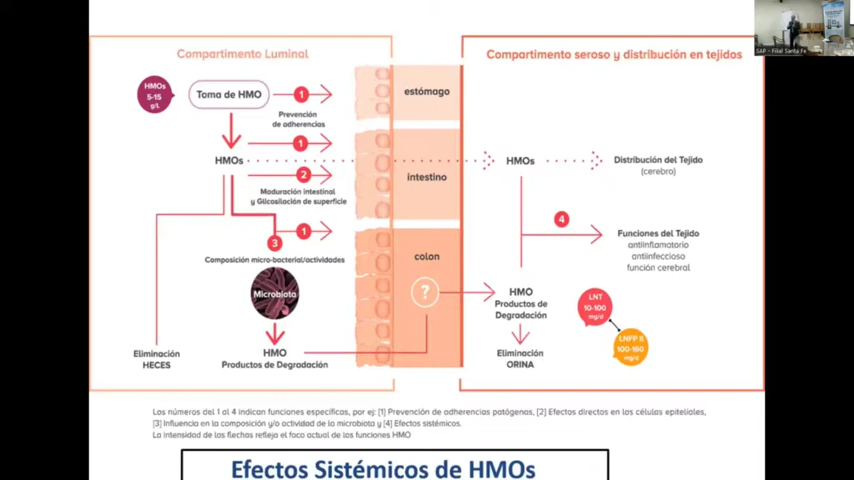 Compartimento Luminal
HMOs
5-15
g/L
Toma de HMO
1
Prevención
de adherencias
1
HMOs
2
Maduración intestinal
y Glicosilación de superficie
1
3
Composición micro-bacterial/actividades
Microbiota
Eliminación
HECES
HMO
Productos de Degradación
estómago
intestino
colon
?
Compartimento seroso y distribución en tejidos
HMOs
Distribución del Tejido
(cerebro)
4
Funciones del Tejido
antiinflamatorio
antiinfeccioso
función cerebral
HMO
Productos de
Degradación
Eliminación
ORINA
LNT
10-100
mg/d
LNFP II
100-160
mg/d
Los números del 1 al 4 indican funciones específicas, por ej: [1] Prevención de adherencias patógenas, [2] Efectos directos en las células epiteliales,
[3] Influencia en la composición y/o actividad de la microbiota y [4] Efectos sistémicos.
La intensidad de las flechas refleja el foco actual de las funciones HMO
Efectos Sistémicos de HMOs
SAP - Filial Santa Fe